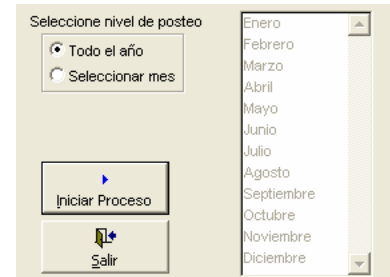 Seleccione nivel de posteo
Todo el año
Seleccionar mes
Iniciar Proceso
Salir
Enero
Febrero
Marzo
Abril
Mayo
Junio
Julio
Agosto
Septiembre
Octubre
Noviembre
Diciembre